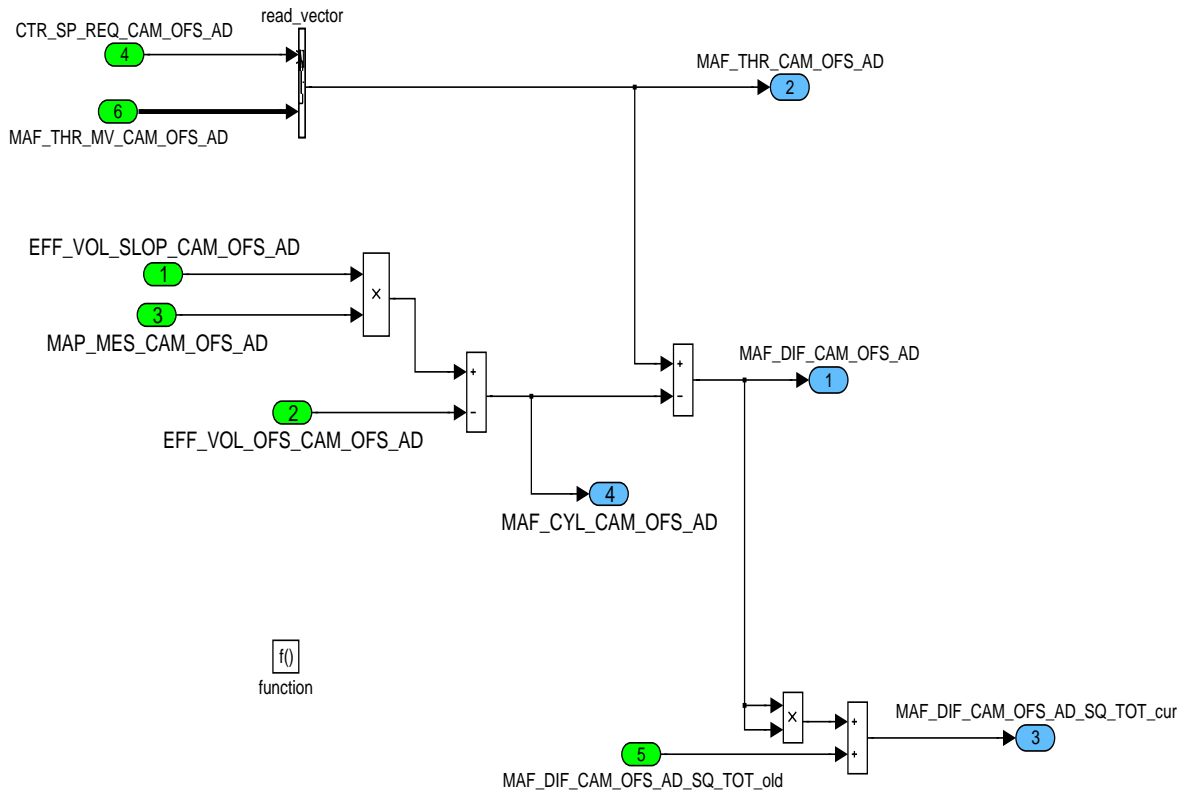 read_vector
CTR_SP_REQ_CAM_OFS_AD
4
MAF_THR_CAM_OFS_AD
2
6
MAF_THR_MV_CAM_OFS_AD
EFF_VOL_SLOP_CAM_OFS_AD
1
×
3
MAP_MES_CAM_OFS_AD
+
−
2
EFF_VOL_OFS_CAM_OFS_AD
+
−
MAF_DIF_CAM_OFS_AD
1
4
MAF_CYL_CAM_OFS_AD
f()
function
×
+
+
MAF_DIF_CAM_OFS_AD_SQ_TOT_cur
3
5
MAF_DIF_CAM_OFS_AD_SQ_TOT_old